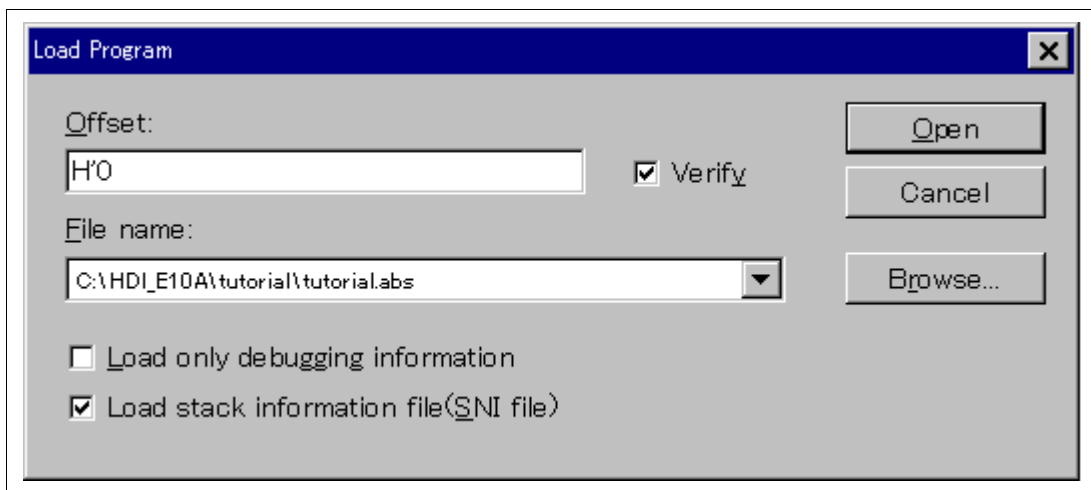 Load Program
Offset:
H'0
Verify
Open
Cancel
File name:
C:\HDI_E10A\tutorial\tutorial.abs
Browse...
Load only debugging information
Load stack information file(SNI file)